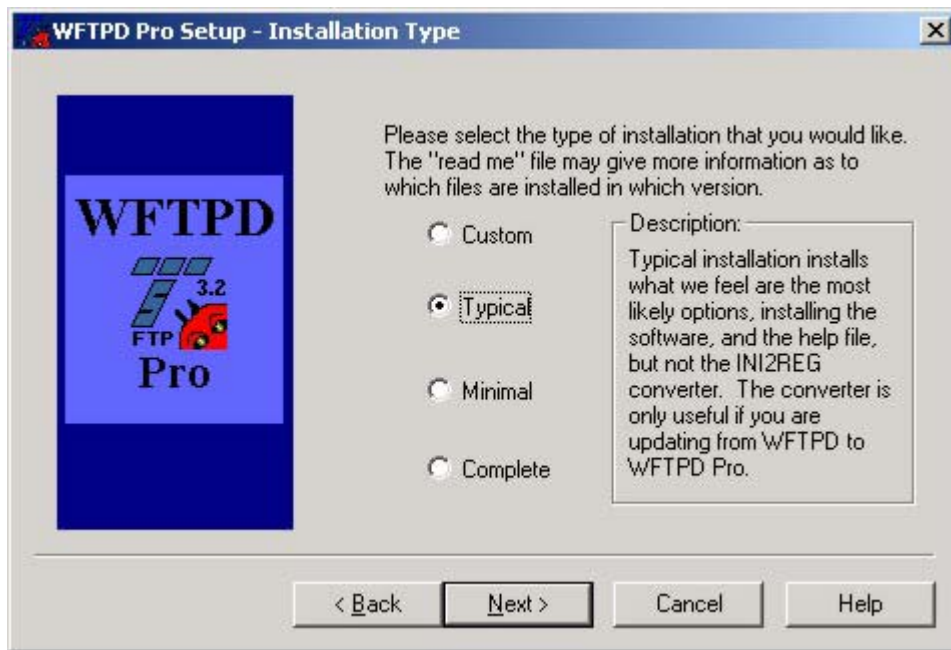 WFTPD Pro Setup - Installation Type
WFTPD
3.2
FTP
Pro
Please select the type of installation that you would like.
The "read me" file may give more information as to
which files are installed in which version.
Custom
Typical
Minimal
Complete
Description:
Typical installation installs
what we feel are the most
likely options, installing the
software, and the help file,
but not the INI2REG
converter.  The converter is
only useful if you are
updating from WFTPD to
WFTPD Pro.
< Back
Next >
Cancel
Help